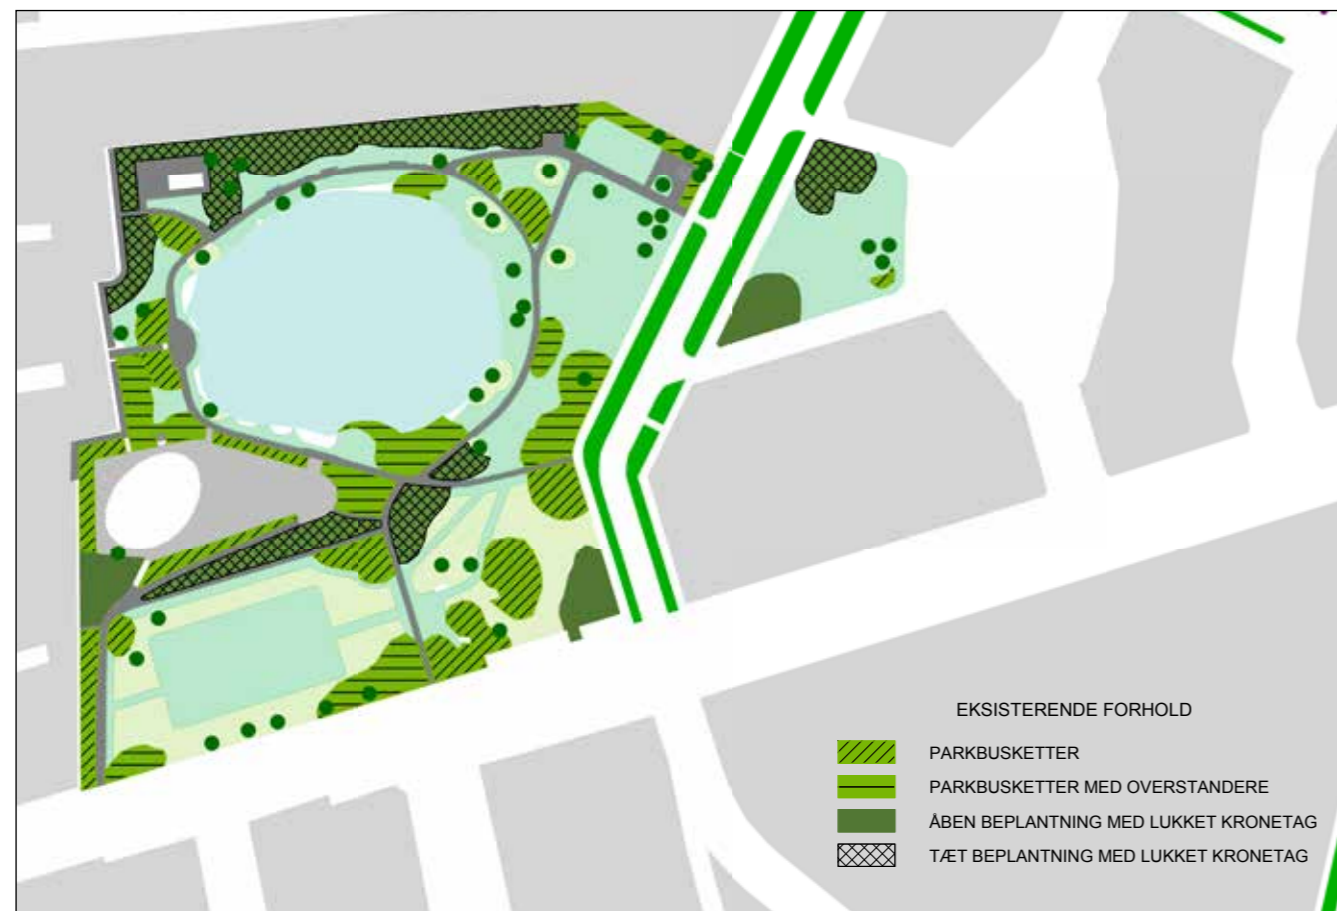 EKSISTERENDE FORHOLD
PARKBUSKETTER
PARKBUSKETTER MED OVERSTANDERE
ÅBEN BEPLANTNING MED LUKKET KRONETAG
TÆT BEPLANTNING MED LUKKET KRONETAG